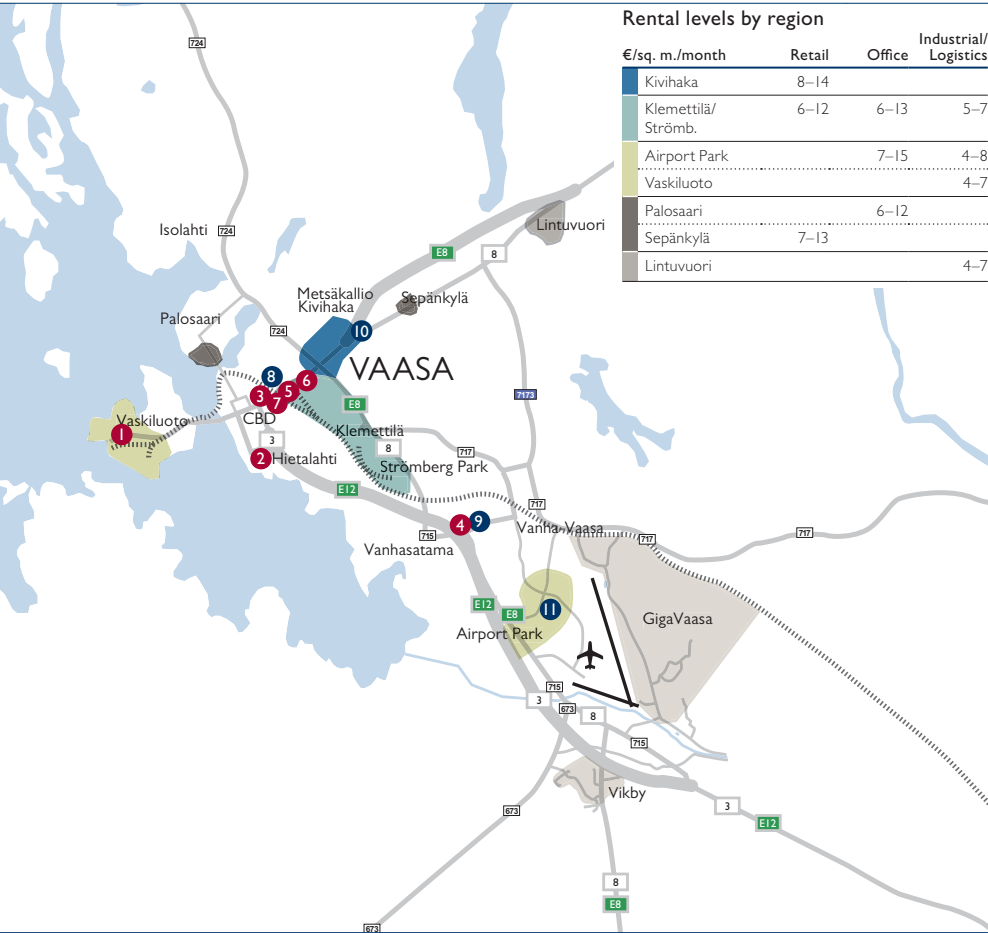 Rental levels by region
€/sq. m./month Retail Office Industrial/
Logistics
Kivihaka 8–14
Klemettilä/ 6–12 6–13 5–7
Strömb.
Airport Park 7–15 4–8
Vaskiluoto 4–7
Palosaari 6–12
Sepänkylä 7–13
Lintuvuori 4–7
724
Isolahti 724
Lintuvuori
E8 8
Metsäkallio
Kivihaka
Sepänkylä
Palosaari
724
10
VAASA
8
6
5
3
7
7173
E8
Vaskiluoto
CBD
1
Klemettilä
3
8
717
2 Hietalahti
Strömberg Park
E12
717
4 9
Vanha-Vaasa
717
717
715
Vanhasatama
E12
E8
11
GigaVaasa
Airport Park
715
3
673
8
715
Vikby
3
673
E12
8
E8
673